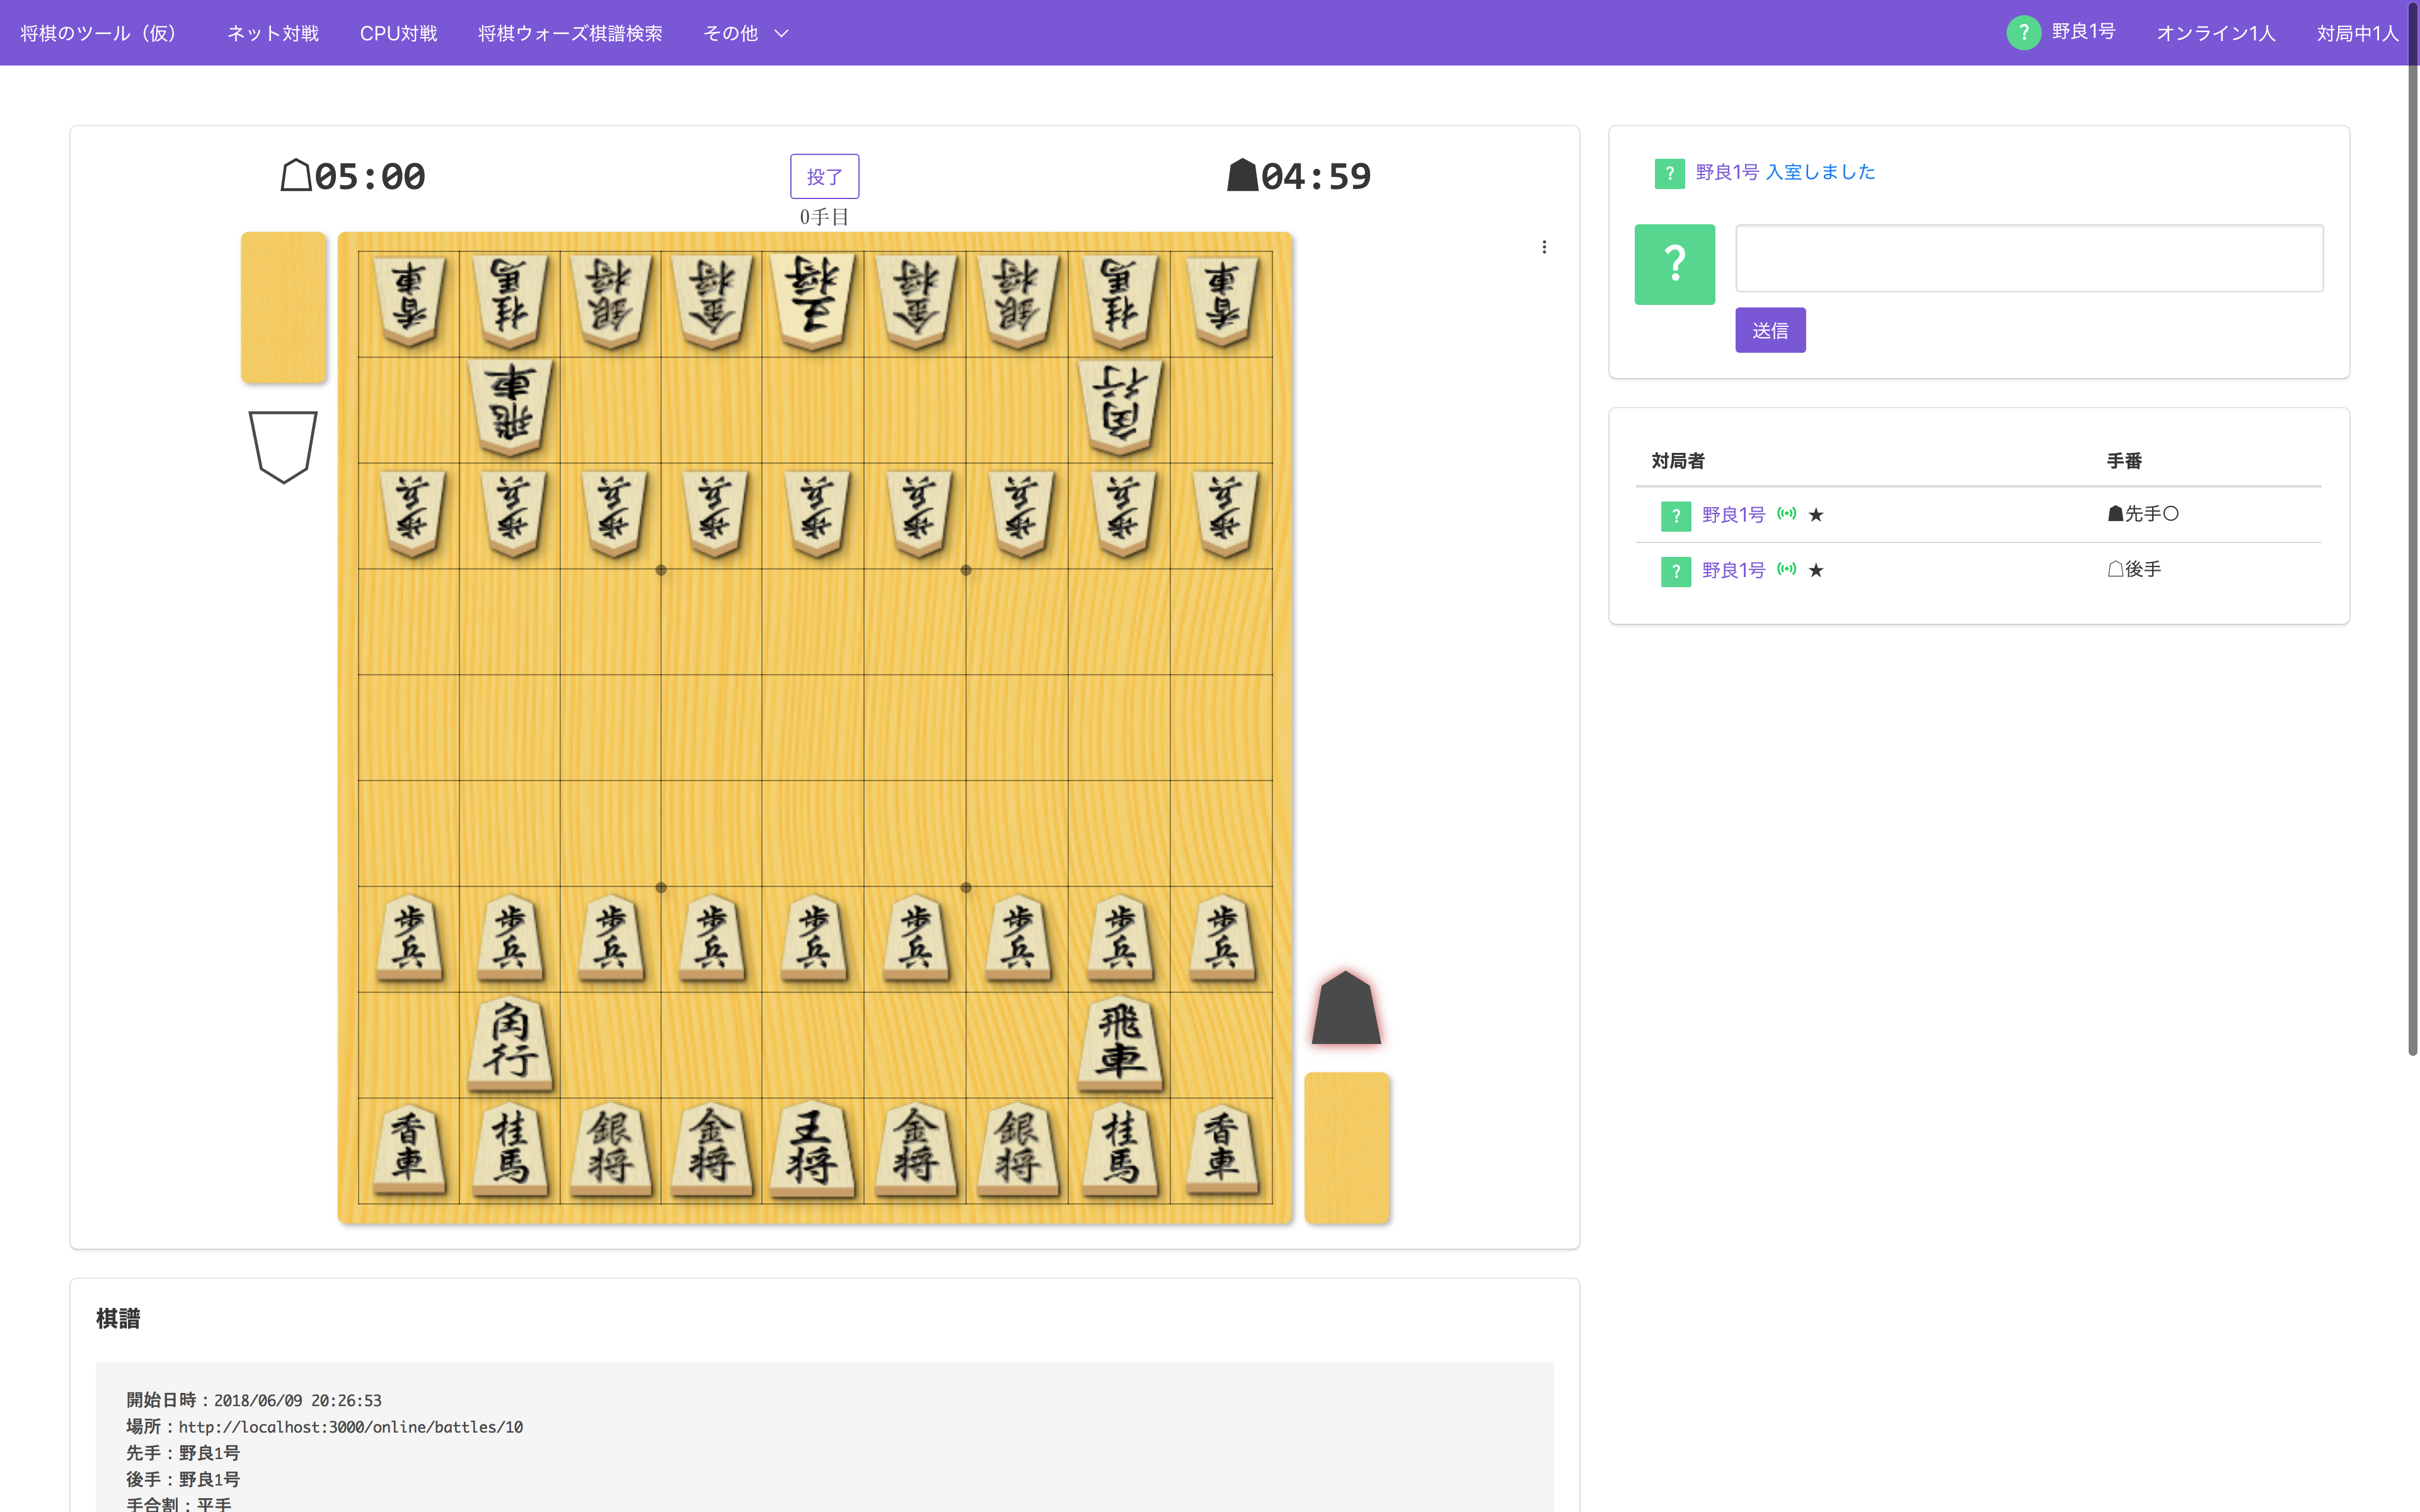 将棋のツール（仮） ネット対戦 CPU対戦 将棋ウォーズ棋譜検索 その他 ? 野良1号 オンライン1人 対局中1人
☖05:00 投了 ☗04:59
0手目
香車 桂馬 銀将 金将 王将 金将 銀将 桂馬 香車
飛車 角行
歩兵 歩兵 歩兵 歩兵 歩兵 歩兵 歩兵 歩兵 歩兵
歩兵 歩兵 歩兵 歩兵 歩兵 歩兵 歩兵 歩兵 歩兵
角行 飛車
香車 桂馬 銀将 金将 王将 金将 銀将 桂馬 香車
? 野良1号 入室しました
?
送信
対局者 手番
? 野良1号 ★ ☗先手○
? 野良1号 ★ ☖後手
棋譜
開始日時：2018/06/09 20:26:53
場所：http://localhost:3000/online/battles/10
先手：野良1号
後手：野良1号
手合割：平手